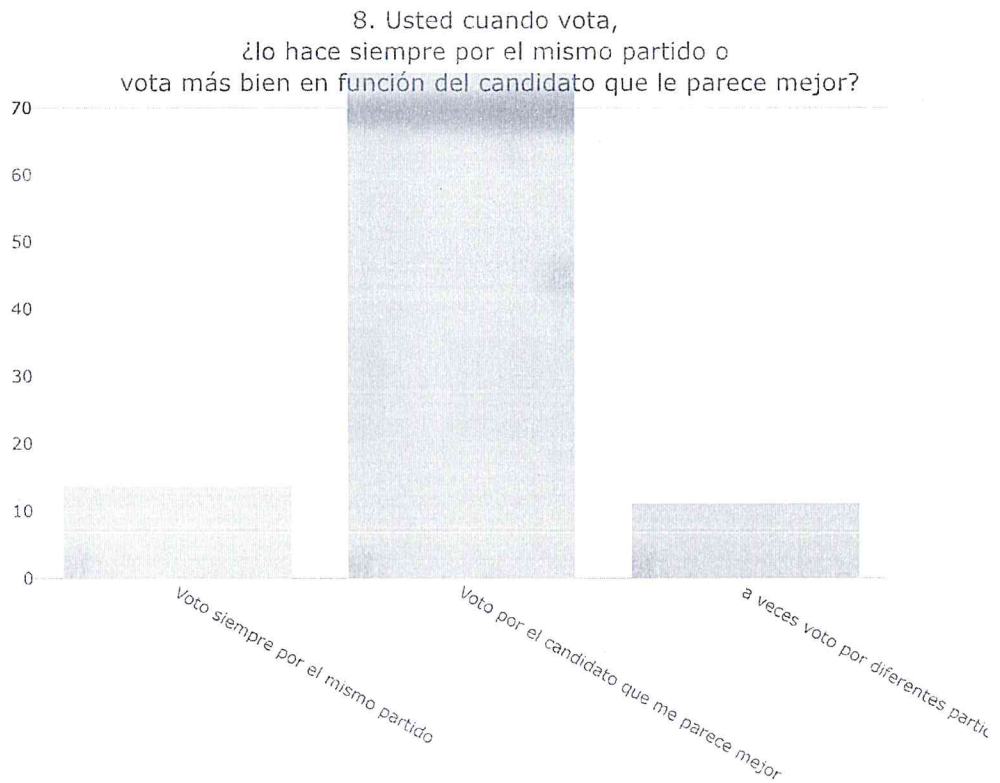 8. Usted cuando vota,
¿lo hace siempre por el mismo partido o
vota más bien en función del candidato que le parece mejor?
70
60
50
40
30
20
10
0
Voto siempre por el mismo partido
Voto por el candidato que me parece mejor
a veces voto por diferentes partic